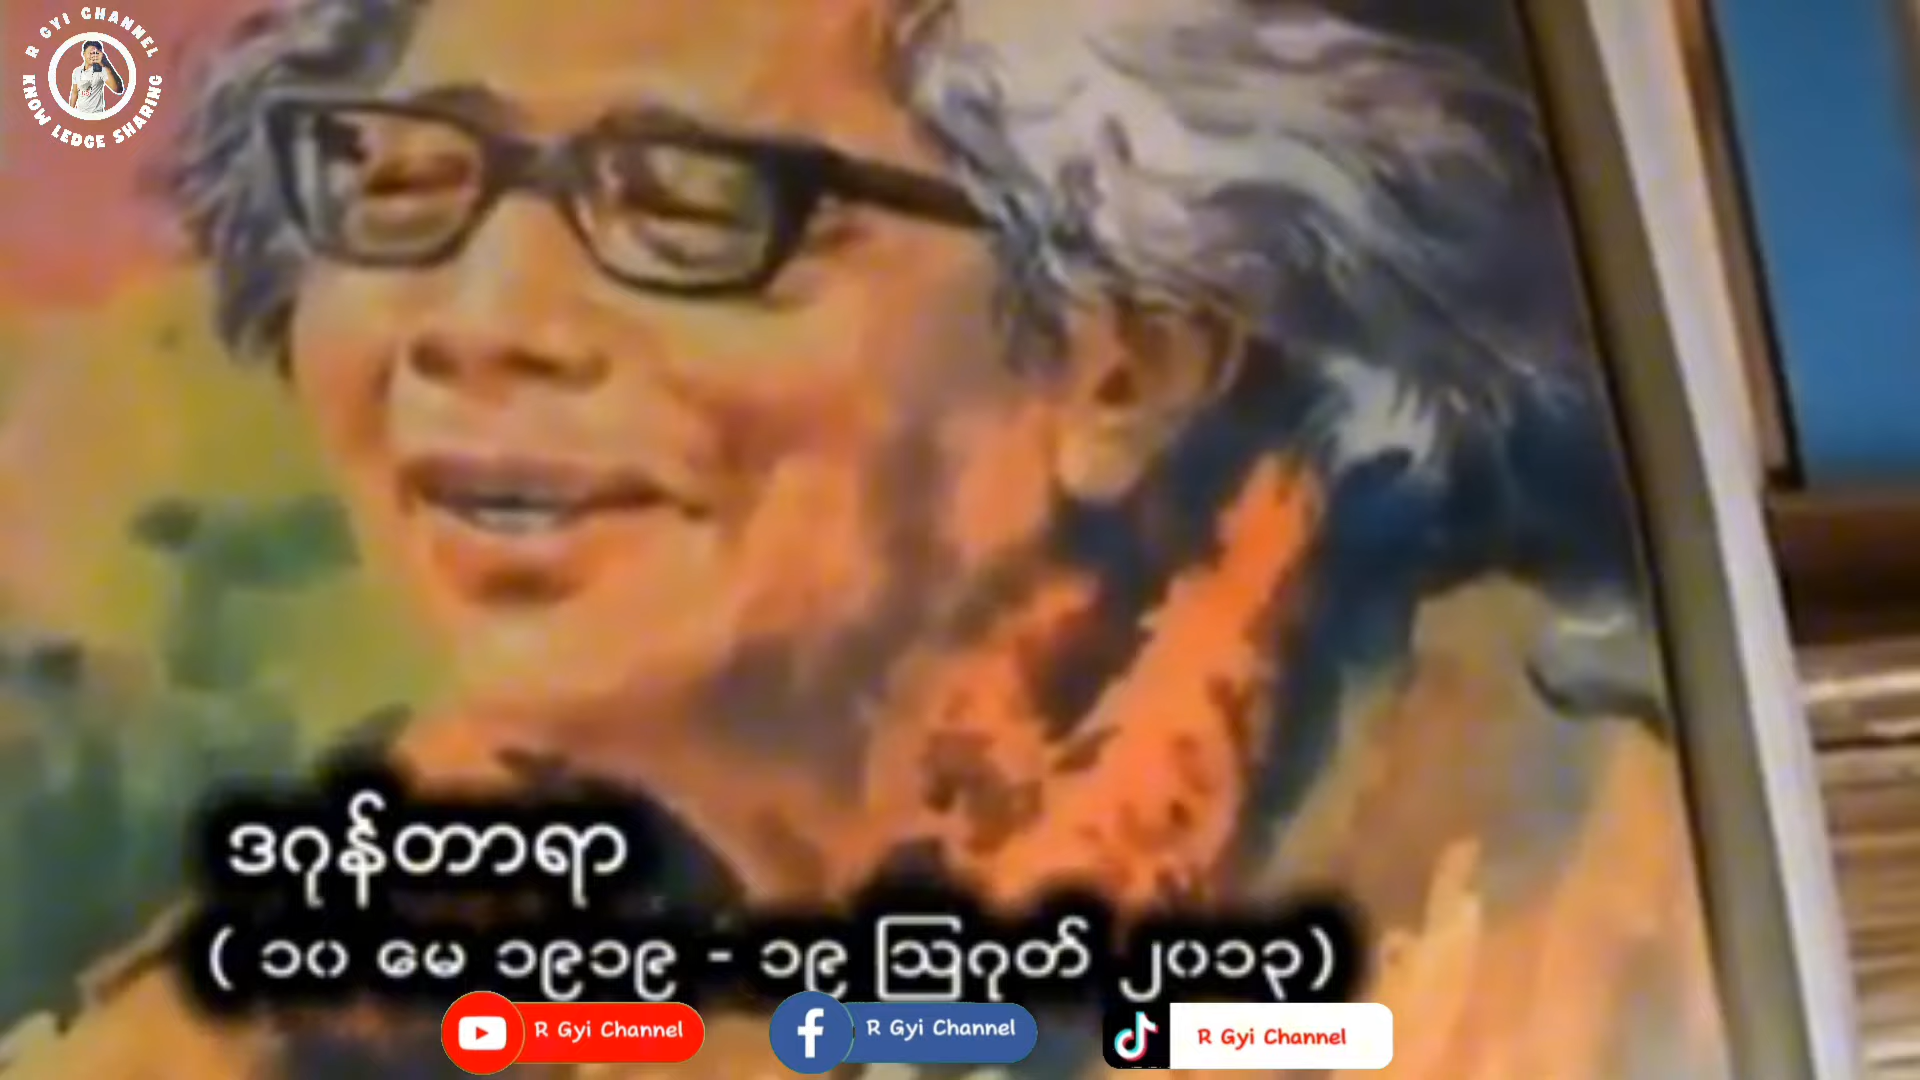 R GYI CHANNEL
KNOW LEDGE SHARING
ဒဂုန်တာရာ
( ၁၀ မေ ၁၉၁၉ - ၁၉ ဩဂုတ် ၂၀၁၃)
R Gyi Channel
R Gyi Channel
R Gyi Channel